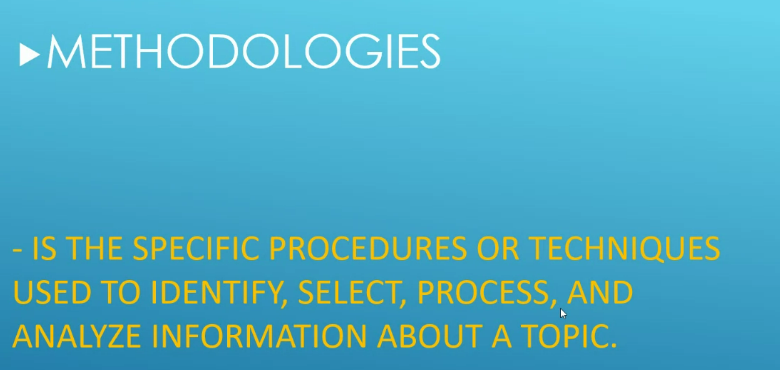 METHODOLOGIES
- IS THE SPECIFIC PROCEDURES OR TECHNIQUES
USED TO IDENTIFY, SELECT, PROCESS, AND
ANALYZE INFORMATION ABOUT A TOPIC.